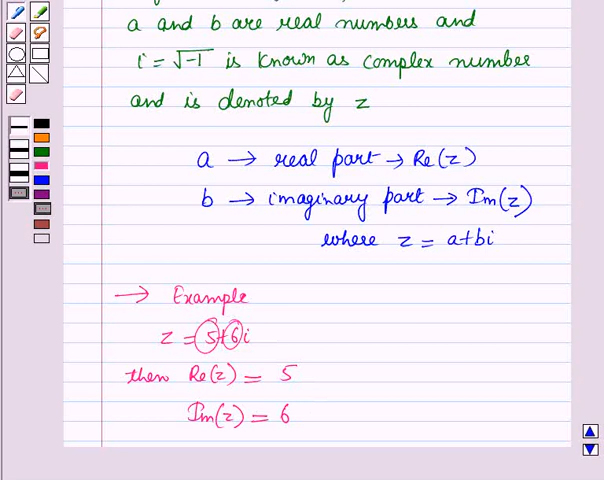 a and b are real numbers and
i = √-1 is known as complex number
and is denoted by z
a → real part → Re(z)
b → imaginary part → Im(z)
where z = a+bi
→ Example
z = 5+6i
then Re(z) = 5
Im(z) = 6